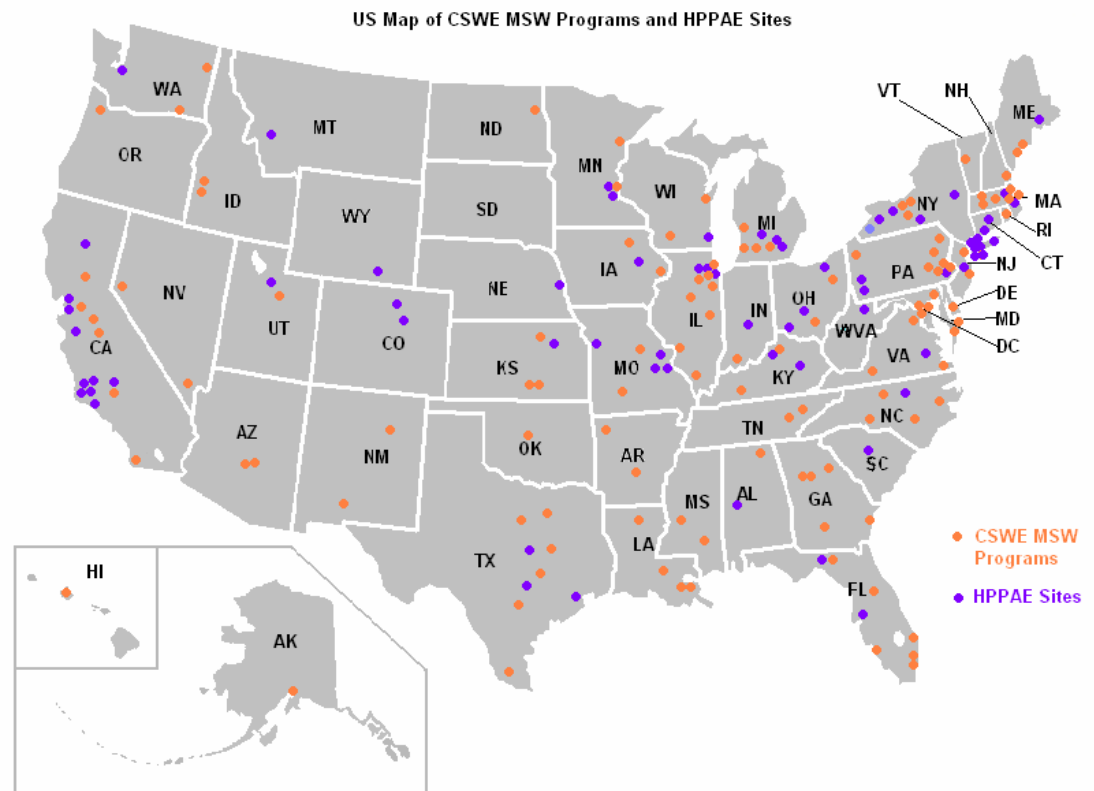 US Map of CSWE MSW Programs and HPPAE Sites
VT
NH
WA
ME
MT
ND
OR
MN
WI
ID
SD
MI
NY
MA
WY
RI
IA
PA
NJ
CT
NV
NE
OH
DE
IL
IN
UT
WVA
MD
CA
CO
DC
KS
MO
VA
KY
AZ
NC
TN
NM
OK
AR
SC
MS
AL
GA
LA
TX
CSWE MSW
Programs
HI
FL
HPPAE Sites
AK